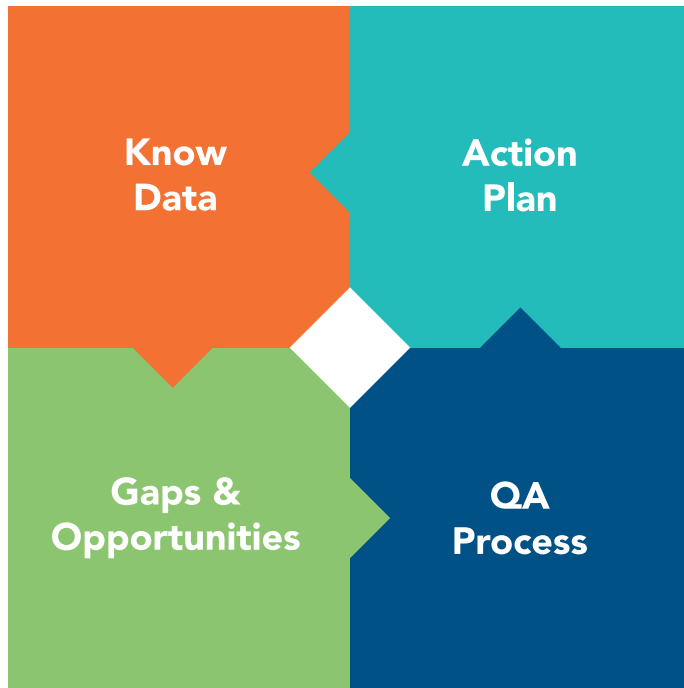 Know
Data
Action
Plan
Gaps &
Opportunities
QA
Process